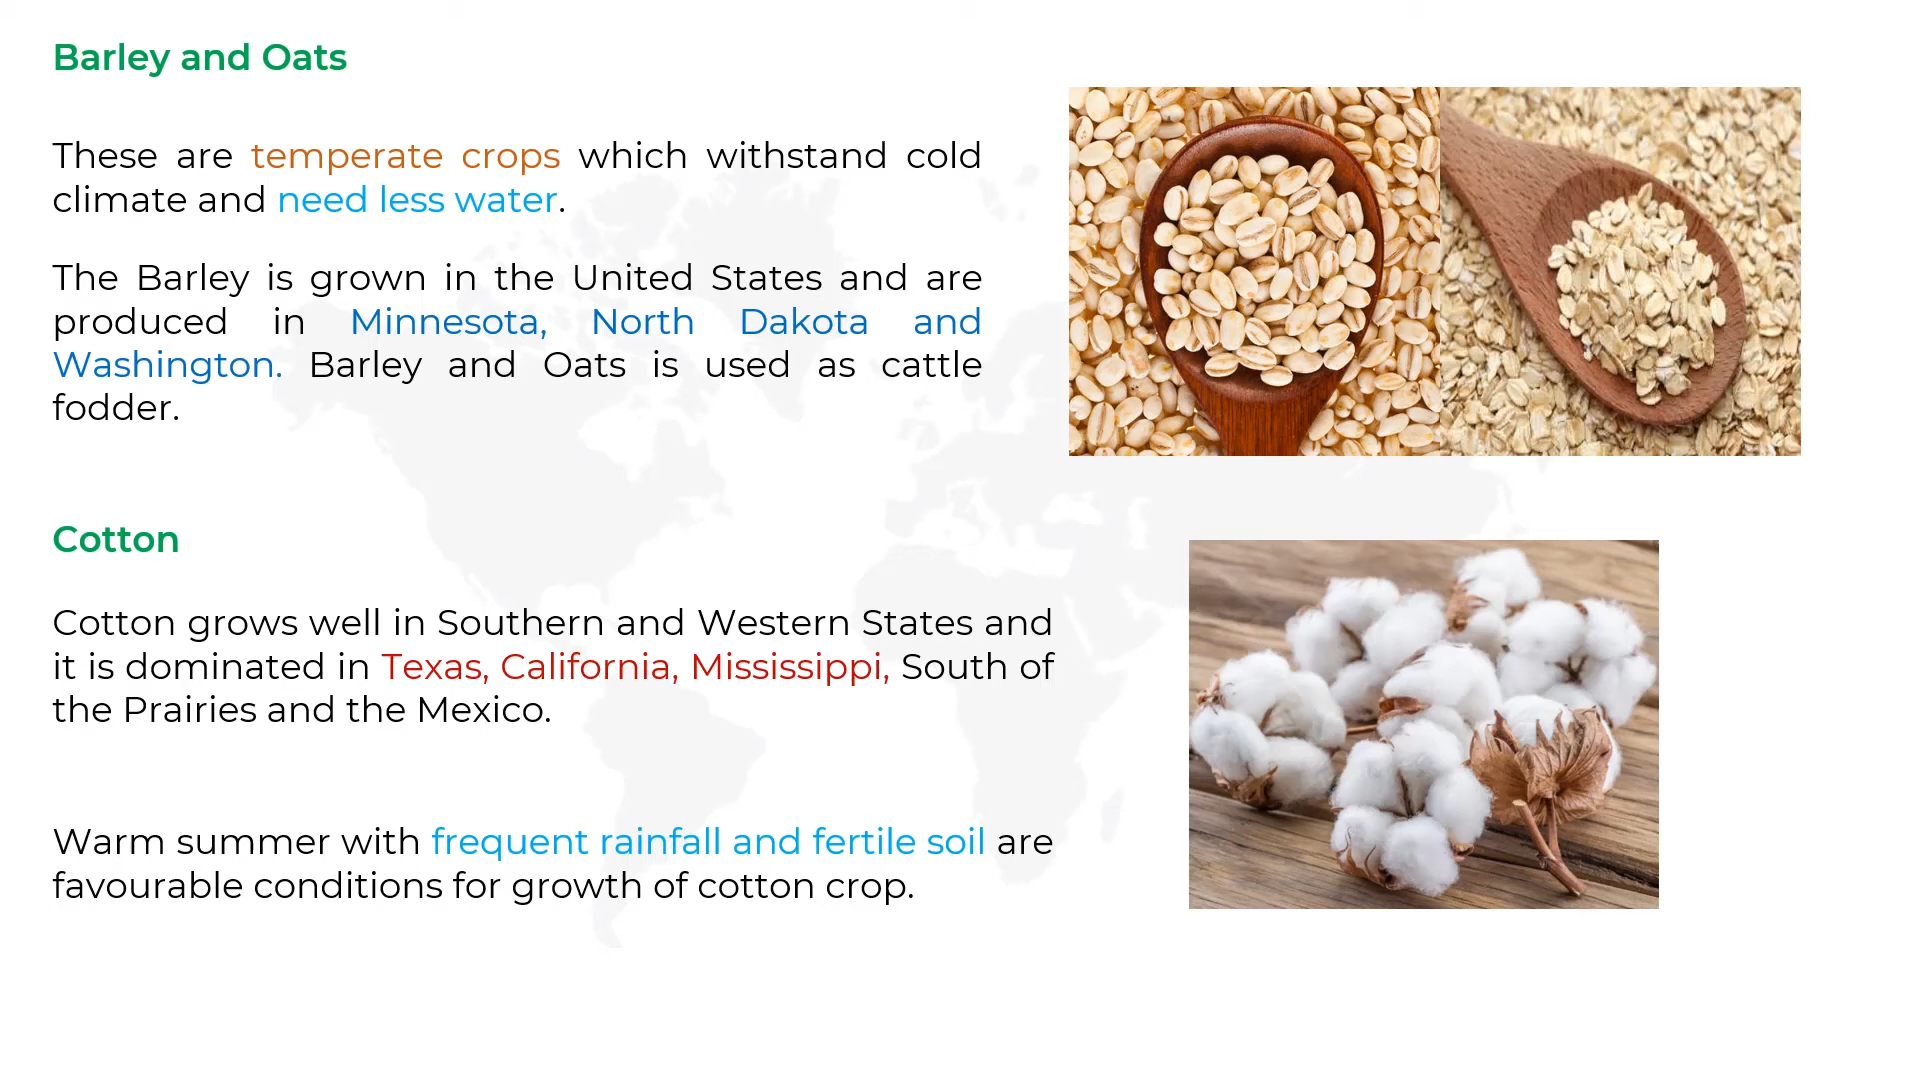 Barley and Oats
These are temperate crops which withstand cold
climate and need less water.
The Barley is grown in the United States and are
produced in Minnesota, North Dakota and
Washington. Barley and Oats is used as cattle
fodder.
Cotton
Cotton grows well in Southern and Western States and
it is dominated in Texas, California, Mississippi, South of
the Prairies and the Mexico.
Warm summer with frequent rainfall and fertile soil are
favourable conditions for growth of cotton crop.